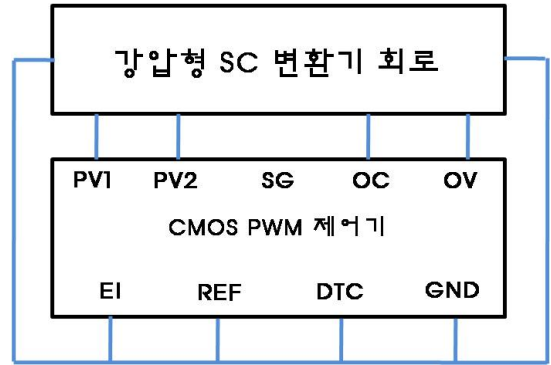 강압형 SC 변환기 회로
PV1 PV2 SG OC OV
CMOS PWM 제어기
EI REF DTC GND